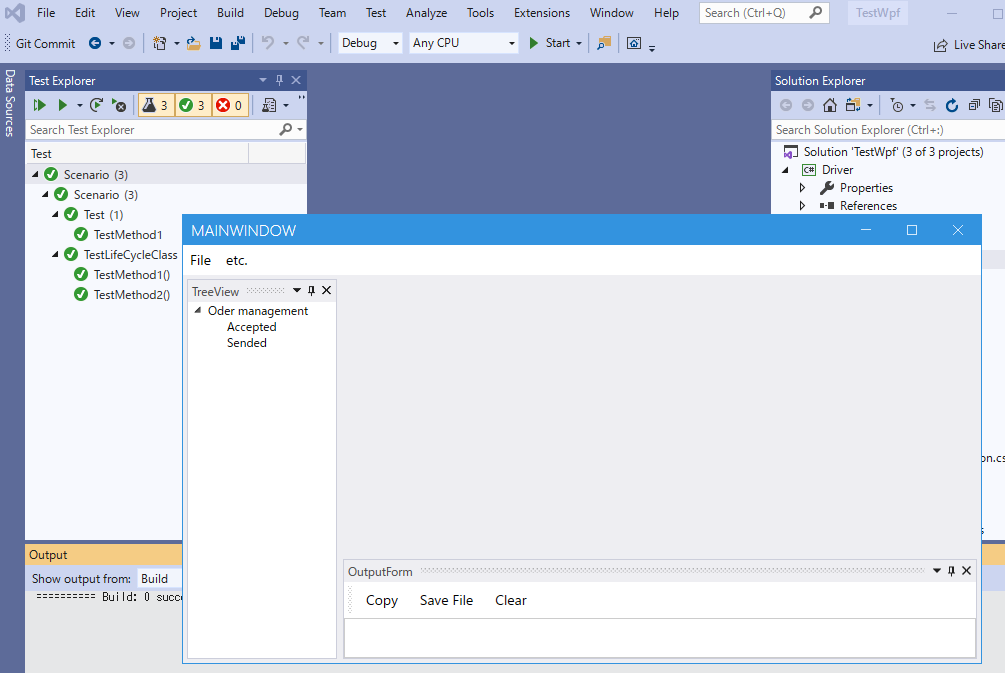 File Edit View Project Build Debug Team Test Analyze Tools Extensions Window Help Search (Ctrl+Q) TestWpf
Git Commit Debug Any CPU Start Live Share
Data Sources
Test Explorer
3 3 0
Search Test Explorer
Test
Scenario (3)
Scenario (3)
Test (1)
TestMethod1
TestLifeCycleClass
TestMethod1()
TestMethod2()
Solution Explorer
Search Solution Explorer (Ctrl+:)
Solution 'TestWpf' (3 of 3 projects)
C# Driver
Properties
References
on.cs
s
MAINWINDOW
File etc.
TreeView
Oder management
Accepted
Sended
OutputForm
Copy Save File Clear
Output
Show output from: Build
========== Build: 0 succe